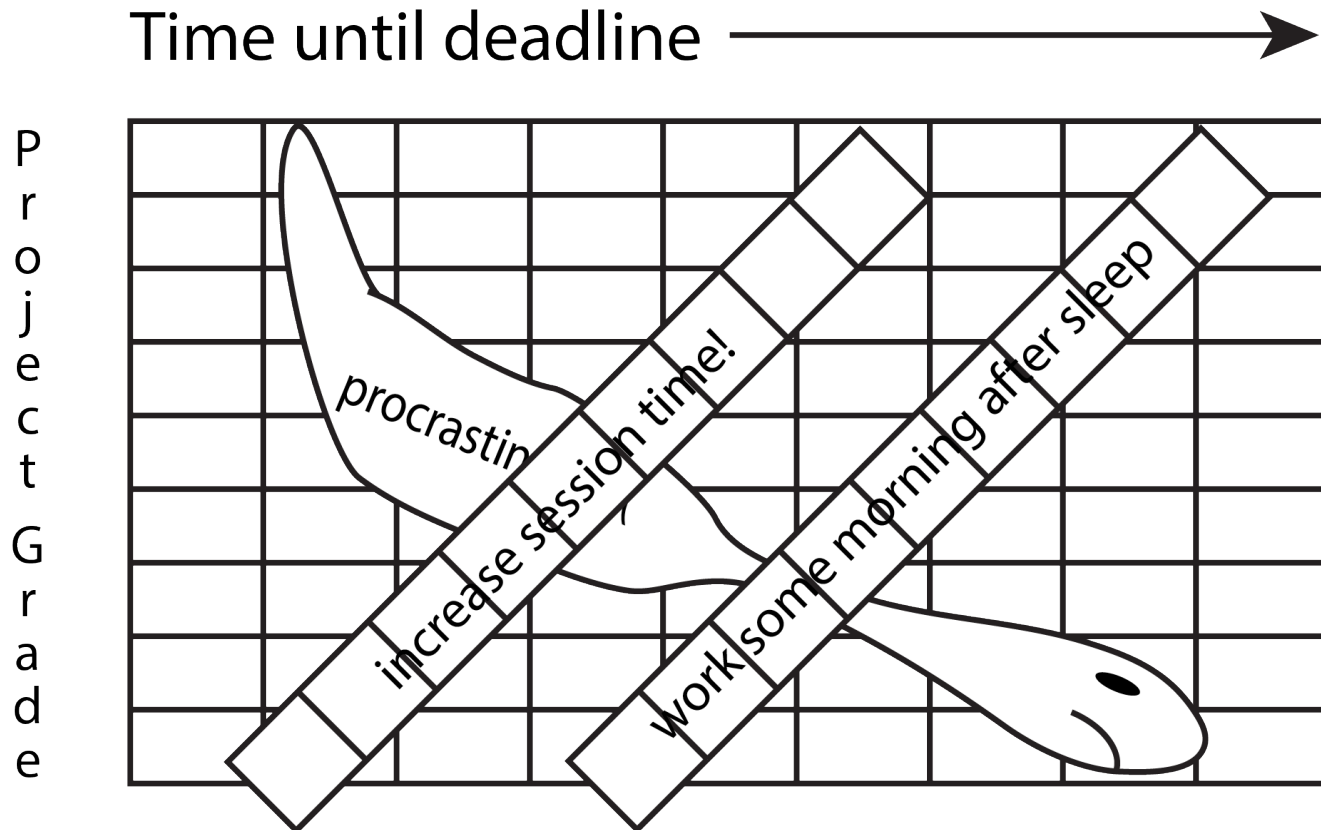 Time until deadline
Project Grade
procrastin
increase session time!
work some morning after sleep